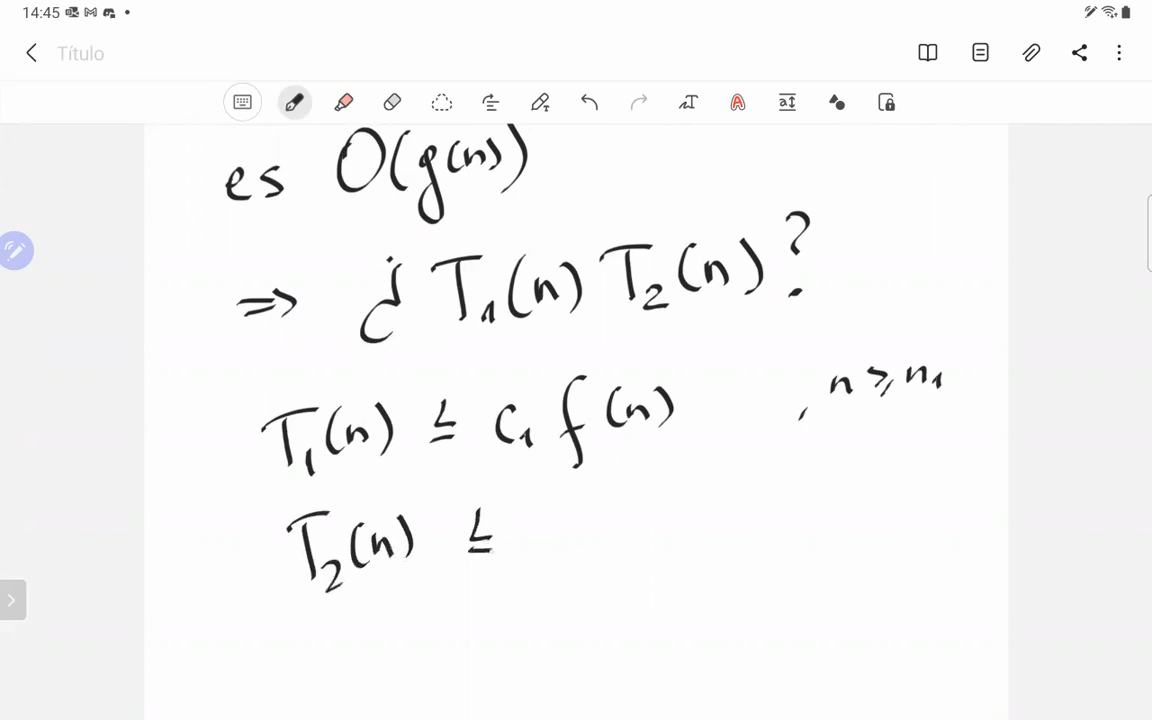 14:45
Título
es O(g(n))
=> ¿T₁(n) T₂(n)?
T₁(n) ≤ c₁ f(n) , n ≥ n₁
T₂(n) ≤